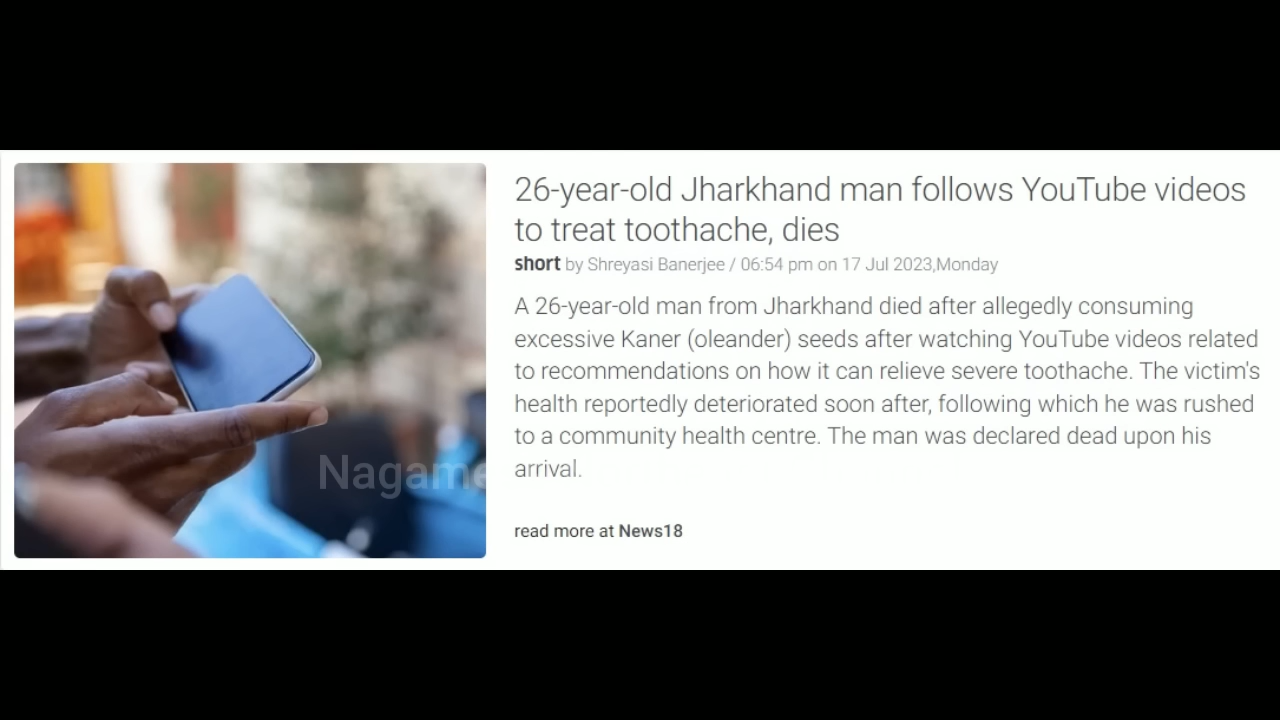 26-year-old Jharkhand man follows YouTube videos
to treat toothache, dies
short by Shreyasi Banerjee / 06:54 pm on 17 Jul 2023,Monday
A 26-year-old man from Jharkhand died after allegedly consuming
excessive Kaner (oleander) seeds after watching YouTube videos related
to recommendations on how it can relieve severe toothache. The victim's
health reportedly deteriorated soon after, following which he was rushed
to a community health centre. The man was declared dead upon his
arrival.
read more at News18